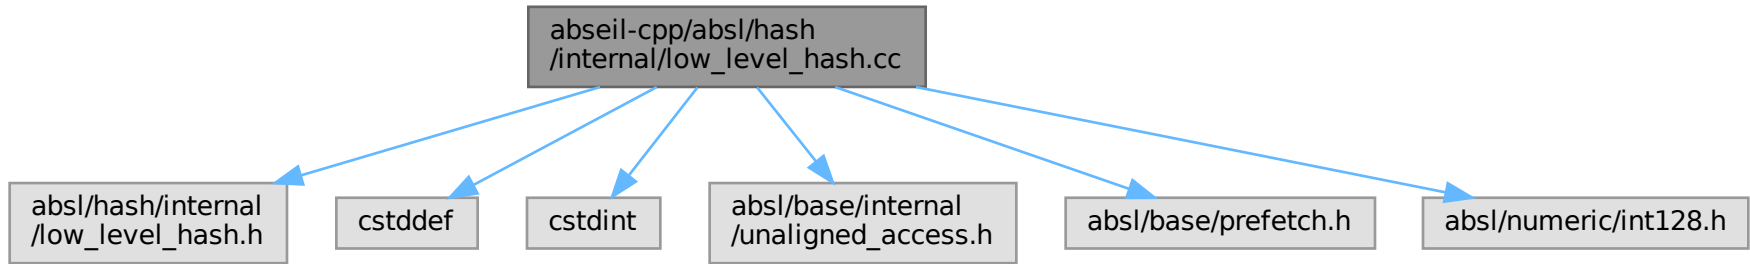 abseil-cpp/absl/hash
/internal/low_level_hash.cc
absl/hash/internal
/low_level_hash.h
cstddef
cstdint
absl/base/internal
/unaligned_access.h
absl/base/prefetch.h
absl/numeric/int128.h